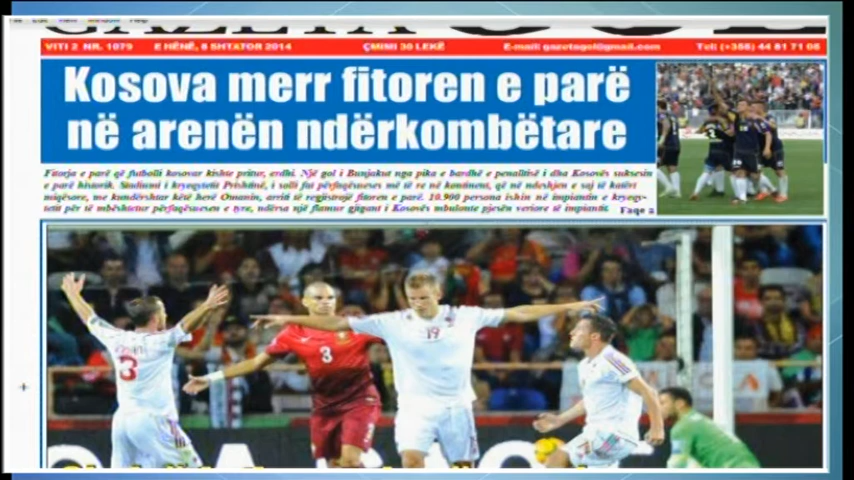 GAZETA
VITI 2 NR. 1079 E HËNË, 8 SHTATOR 2014 ÇMIMI 30 LEKË E-mail: gazetagol@gmail.com Tel: (+355) 44 81 71 05
Kosova merr fitoren e parë
në arenën ndërkombëtare
Fitorja e parë që futbolli kosovar kishte pritur, erdhi. Një gol i Bunjakut nga pika e bardhë e penalltisë i dha Kosovës suksesin
e parë historik. Stadiumi i kryeqytetit Prishtinë, i solli fat përfaqësueses më të re në kontinent, që në ndeshjen e saj të katërt
miqësore, me kundërshtar këtë herë Omanin, arriti të regjistrojë fitoren e parë. 10.900 persona ishin në impiantin e kryeqy-
tetit për të mbështetur përfaqësuesen e tyre, ndërsa një flamur gjigant i Kosovës mbulonte pjesën veriore të impiantit. Faqe 2
3
3
19